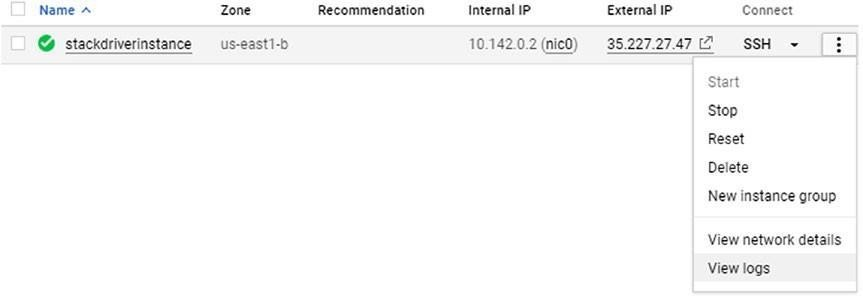 Name Zone Recommendation Internal IP External IP Connect
stackdriverinstance us-east1-b 10.142.0.2 (nic0) 35.227.27.47 SSH
Start
Stop
Reset
Delete
New instance group
View network details
View logs